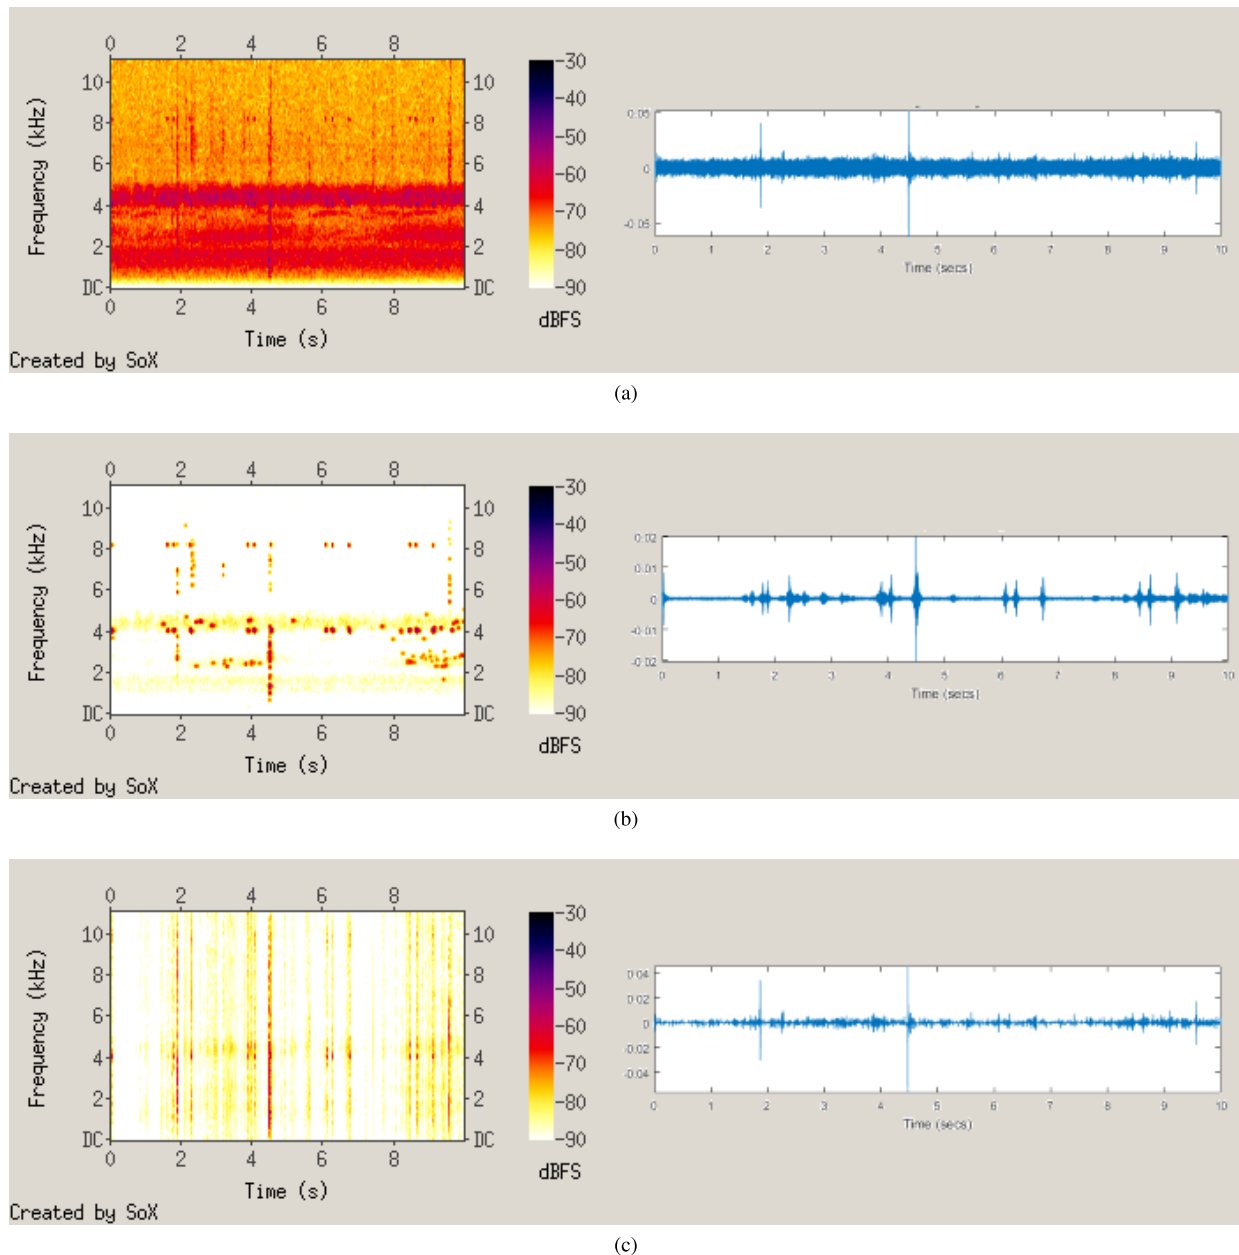 0 2 4 6 8
10 8 6 4 2 DC
Frequency (kHz)
10 8 6 4 2 DC
0 2 4 6 8
Time (s)
-30 -40 -50 -60 -70 -80 -90
dBFS
Created by SoX
0.05 0 -0.05
0 1 2 3 4 5 6 7 8 9 10
Time (secs)
(a)
0 2 4 6 8
10 8 6 4 2 DC
Frequency (kHz)
10 8 6 4 2 DC
0 2 4 6 8
Time (s)
-30 -40 -50 -60 -70 -80 -90
dBFS
Created by SoX
0.02 0.01 0 -0.01 -0.02
0 1 2 3 4 5 6 7 8 9 10
Time (secs)
(b)
0 2 4 6 8
10 8 6 4 2 DC
Frequency (kHz)
10 8 6 4 2 DC
0 2 4 6 8
Time (s)
-30 -40 -50 -60 -70 -80 -90
dBFS
Created by SoX
0.04 0.02 0 -0.02 -0.04
0 1 2 3 4 5 6 7 8 9 10
Time (secs)
(c)